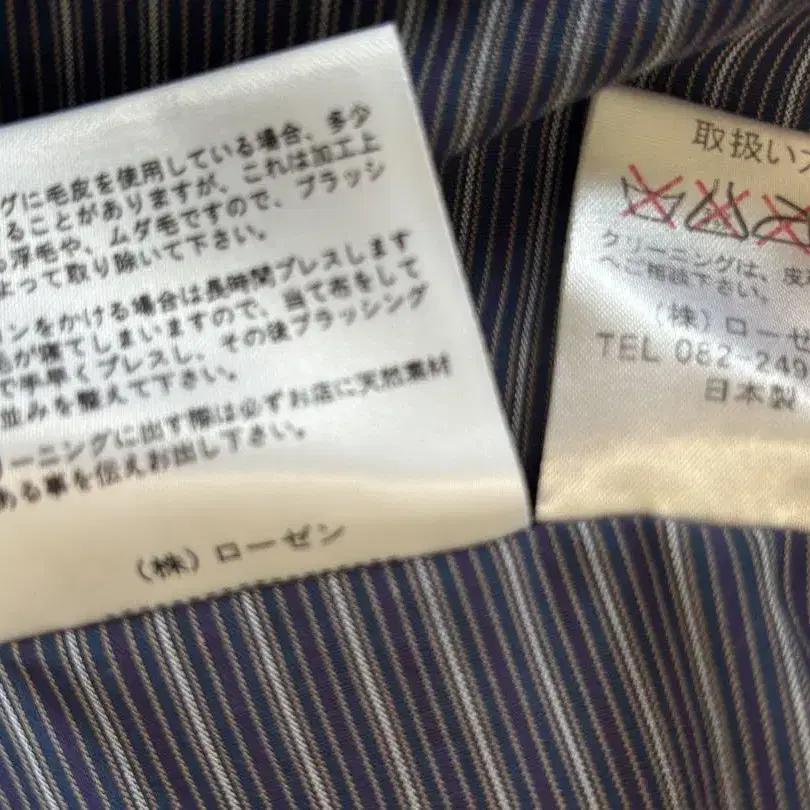 グに毛皮を使用している場合、多少
ることがありますが、これは加工上
浮毛や、ムダ毛ですので、ブラッシ
よって取り除いて下さい。
ンをかける場合は長時間プレスします
が寝てしまいますので、当て布をして
で手早くプレスし、その後ブラッシング
並みを整えて下さい。
ーニングに出す際は必ずお店に天然素材
ある事を伝えお出し下さい。
(株)ローゼン
取扱い
クリーニングは、皮
へご相談下さい。
(株)ローゼ
TEL 082-249
日本製